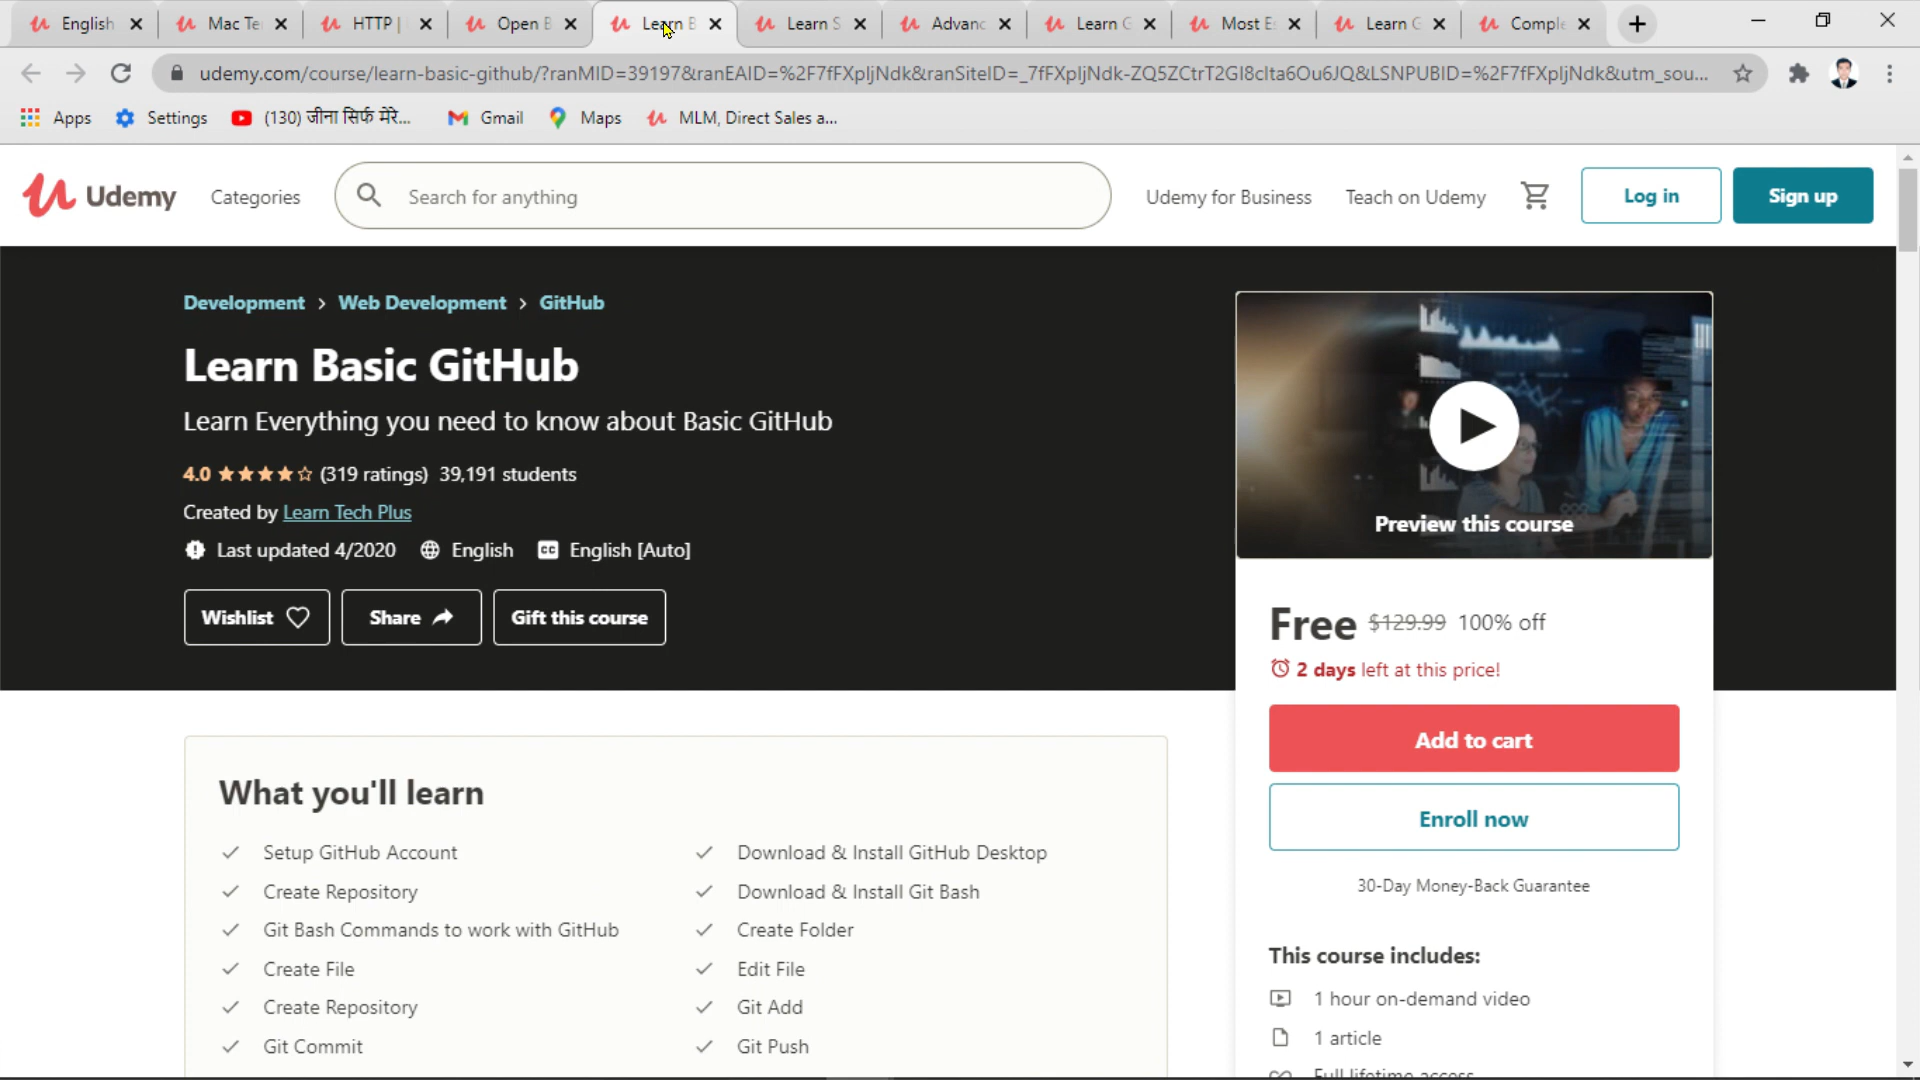 English
Mac Te
HTTP |
Open B
Learn B
Learn S
Advanc
Learn G
Most Es
Learn G
Comple
udemy.com/course/learn-basic-github/?ranMID=39197&ranEAID=%2F7fFXpljNdk&ranSiteID=_7fFXpljNdk-ZQ5ZCtrT2Gl8clta6Ou6JQ&LSNPUBID=%2F7fFXpljNdk&utm_sou...
Apps
Settings
(130) जीना सिर्फ मेरे...
Gmail
Maps
MLM, Direct Sales a...
Udemy
Categories
Search for anything
Udemy for Business
Teach on Udemy
Log in
Sign up
Development > Web Development > GitHub
Learn Basic GitHub
Learn Everything you need to know about Basic GitHub
4.0 (319 ratings) 39,191 students
Created by Learn Tech Plus
Last updated 4/2020 English CC English [Auto]
Wishlist
Share
Gift this course
Preview this course
Free $129.99 100% off
2 days left at this price!
Add to cart
Enroll now
30-Day Money-Back Guarantee
This course includes:
1 hour on-demand video
1 article
Full lifetime access
What you'll learn
Setup GitHub Account
Create Repository
Git Bash Commands to work with GitHub
Create File
Create Repository
Git Commit
Download & Install GitHub Desktop
Download & Install Git Bash
Create Folder
Edit File
Git Add
Git Push